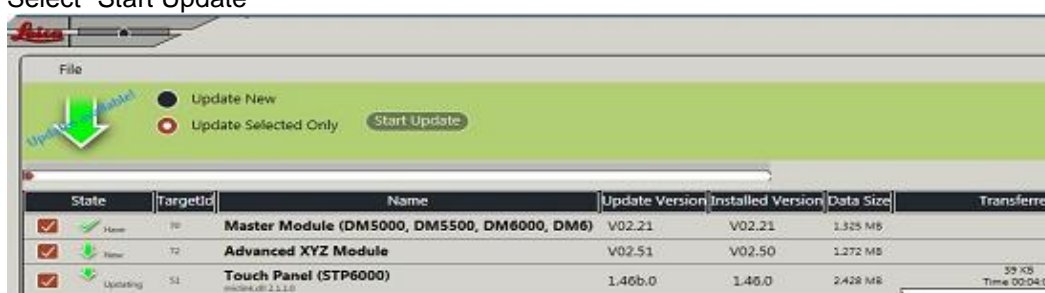 Select "Start Update"
Leica
File
Updates available!
Update New
Update Selected Only
Start Update
State TargetId Name Update Version Installed Version Data Size Transferre
Have 70 Master Module (DM5000, DM5500, DM6000, DM6) V02.21 V02.21 1.325 MB
New 72 Advanced XYZ Module V02.51 V02.50 1.272 MB
Updating 51 Touch Panel (STP6000) 1.46b.0 1.46.0 2.428 MB 39 KB
Time 00:04:0